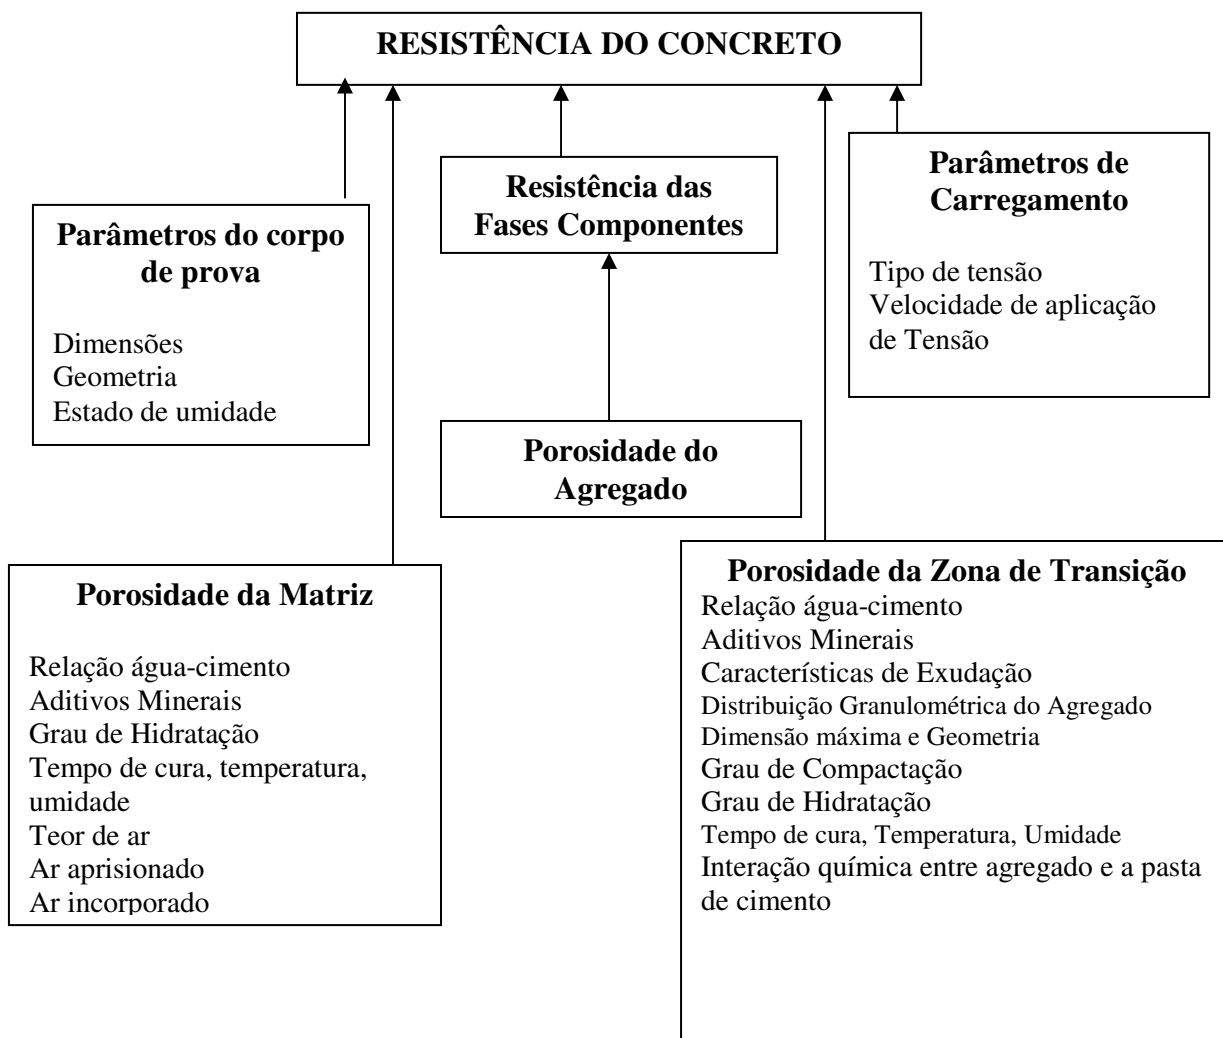 RESISTÊNCIA DO CONCRETO
Parâmetros do corpo
de prova
Dimensões
Geometria
Estado de umidade
Resistência das
Fases Componentes
Parâmetros de
Carregamento
Tipo de tensão
Velocidade de aplicação
de Tensão
Porosidade do
Agregado
Porosidade da Matriz
Relação água-cimento
Aditivos Minerais
Grau de Hidratação
Tempo de cura, temperatura,
umidade
Teor de ar
Ar aprisionado
Ar incorporado
Porosidade da Zona de Transição
Relação água-cimento
Aditivos Minerais
Características de Exudação
Distribuição Granulométrica do Agregado
Dimensão máxima e Geometria
Grau de Compactação
Grau de Hidratação
Tempo de cura, Temperatura, Umidade
Interação química entre agregado e a pasta
de cimento